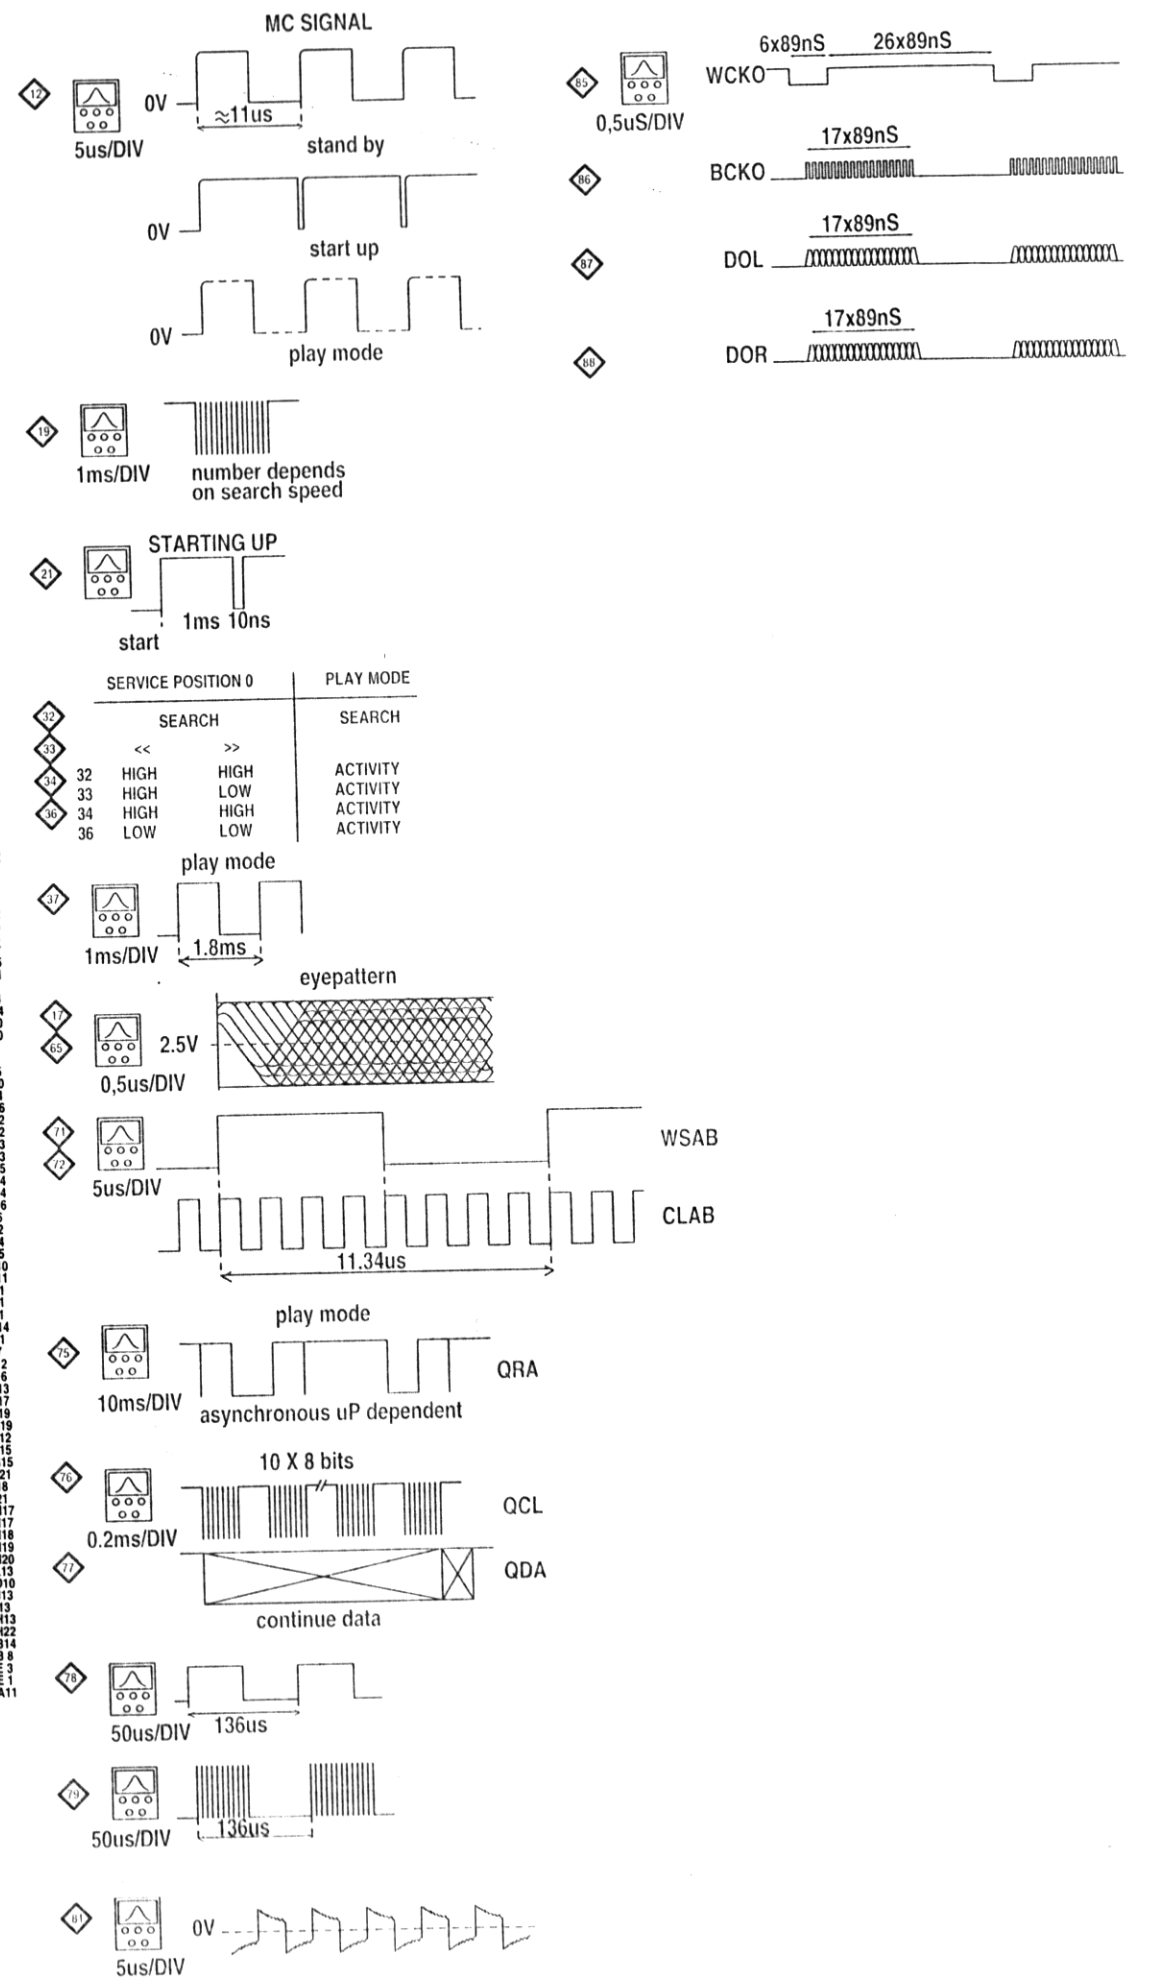 MC SIGNAL
12
0V
≈11us
5us/DIV
stand by
0V
start up
0V
play mode
19
1ms/DIV
number depends
on search speed
21
STARTING UP
1ms 10ns
start
SERVICE POSITION 0 PLAY MODE
32
SEARCH SEARCH
33
<< >>
34
32 HIGH HIGH ACTIVITY
33 HIGH LOW ACTIVITY
36
34 HIGH HIGH ACTIVITY
36 LOW LOW ACTIVITY
play mode
37
1ms/DIV
1.8ms
eyepattern
17
65
2.5V
0,5us/DIV
71
72
WSAB
5us/DIV
CLAB
11.34us
play mode
75
QRA
10ms/DIV
asynchronous uP dependent
10 X 8 bits
76
QCL
0.2ms/DIV
77
QDA
continue data
78
50us/DIV
136us
79
136us
50us/DIV
81
0V
5us/DIV
85
6x89nS 26x89nS
WCKO
0,5uS/DIV
17x89nS
86
BCKO
17x89nS
87
DOL
17x89nS
88
DOR